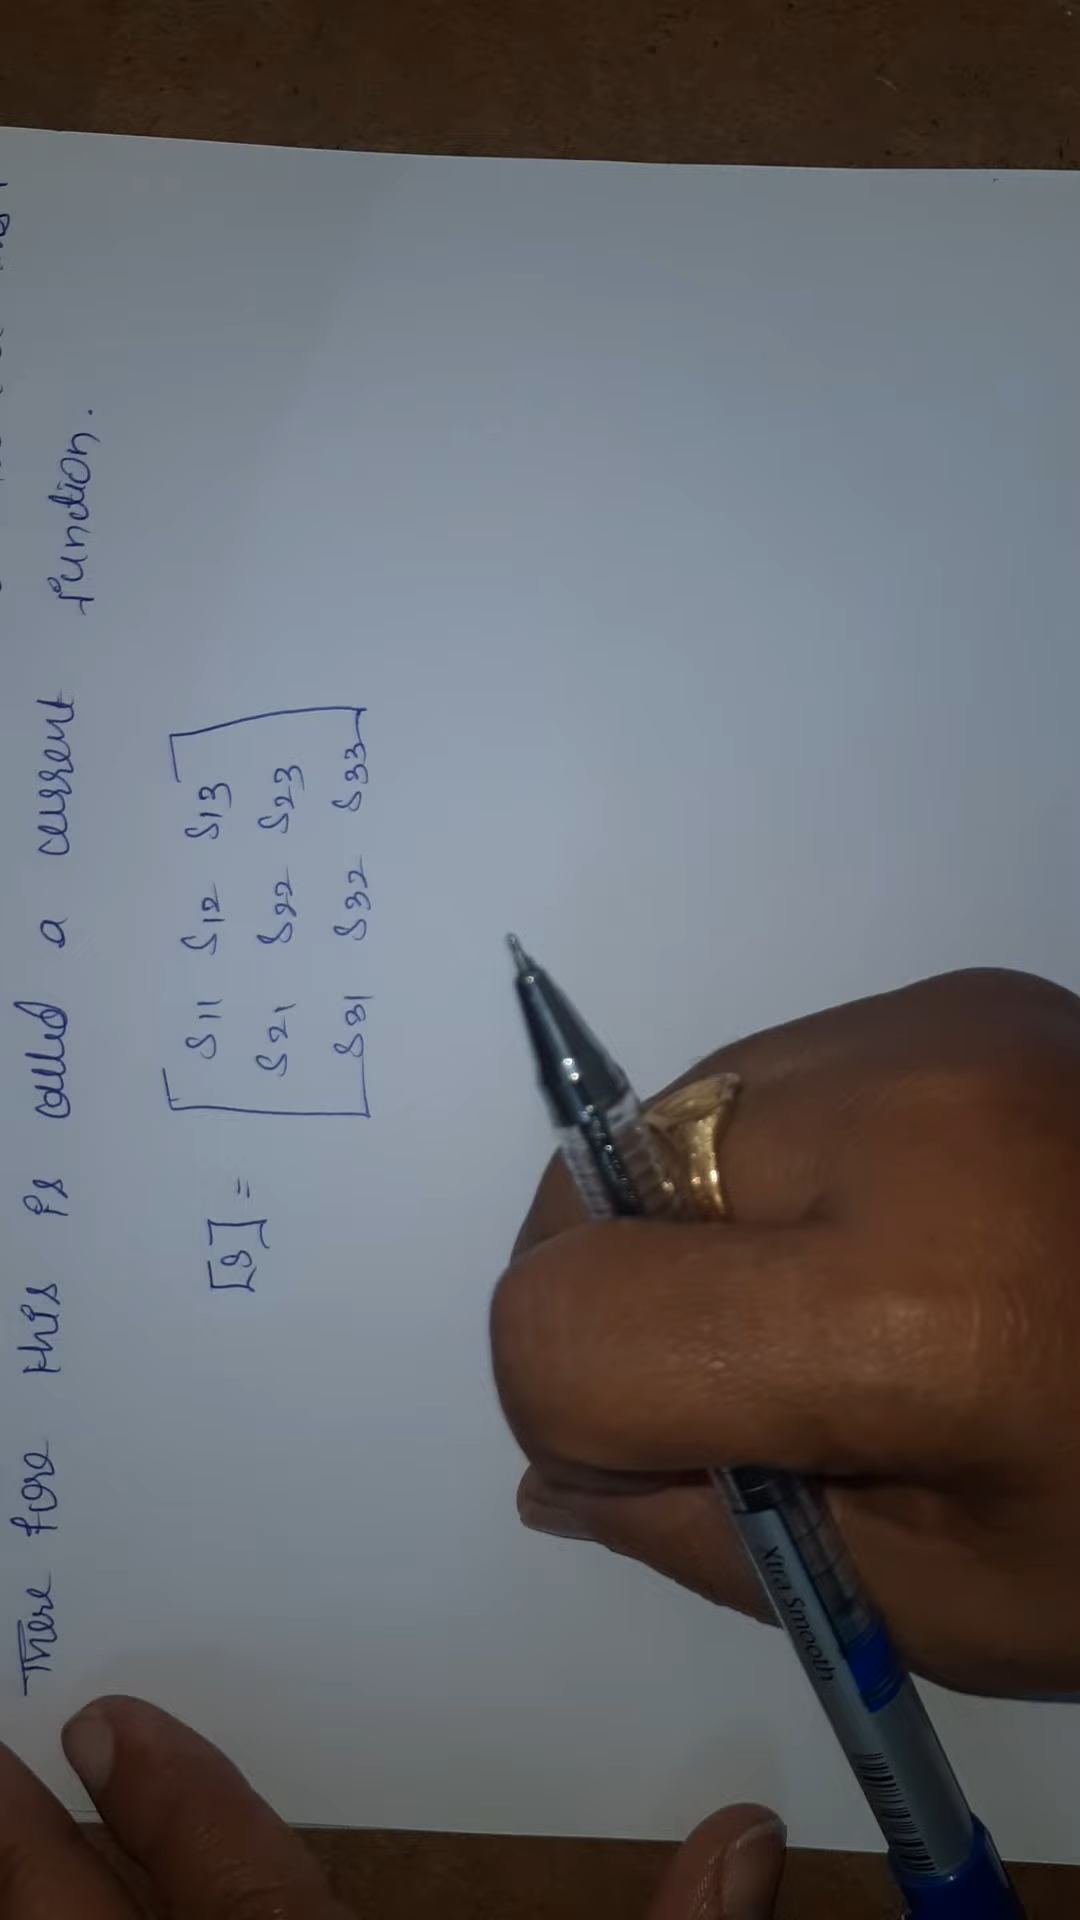 There fore this is called a current function.
[S] = [ S11 S12 S13
S21 S22 S23
S31 S32 S33 ]
Xtra Smooth